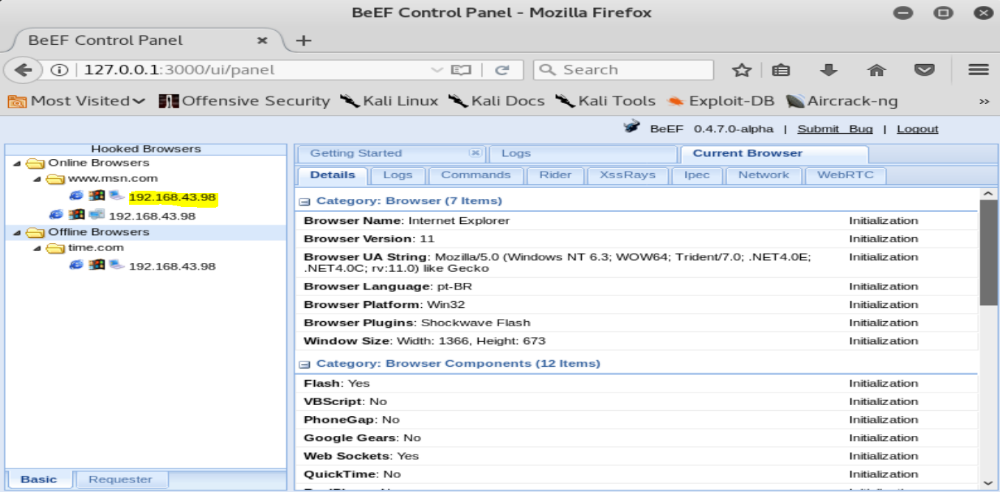 BeEF Control Panel - Mozilla Firefox
BeEF Control Panel
127.0.0.1:3000/ui/panel
Search
Most Visited
Offensive Security
Kali Linux
Kali Docs
Kali Tools
Exploit-DB
Aircrack-ng
BeEF 0.4.7.0-alpha | Submit Bug | Logout
Hooked Browsers
Online Browsers
www.msn.com
192.168.43.98
192.168.43.98
Offline Browsers
time.com
192.168.43.98
Basic
Requester
Getting Started
Logs
Current Browser
Details
Logs
Commands
Rider
XssRays
Ipec
Network
WebRTC
Category: Browser (7 Items)
Browser Name: Internet Explorer Initialization
Browser Version: 11 Initialization
Browser UA String: Mozilla/5.0 (Windows NT 6.3; WOW64; Trident/7.0; .NET4.0E; Initialization
.NET4.0C; rv:11.0) like Gecko
Browser Language: pt-BR Initialization
Browser Platform: Win32 Initialization
Browser Plugins: Shockwave Flash Initialization
Window Size: Width: 1366, Height: 673 Initialization
Category: Browser Components (12 Items)
Flash: Yes Initialization
VBScript: No Initialization
PhoneGap: No Initialization
Google Gears: No Initialization
Web Sockets: Yes Initialization
QuickTime: No Initialization